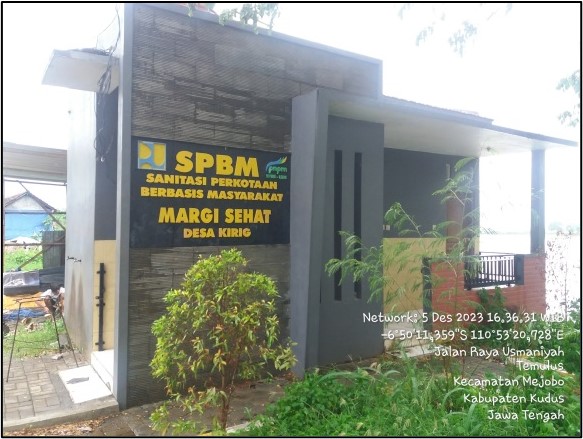 SPBM
SANITASI PERKOTAAN
BERBASIS MASYARAKAT
MARGI SEHAT
DESA KIRIG
pnpm
Network: 5 Des 2023 16.36.31 WIB
-6°50'11,359"S 110°53'20,728"E
Jalan Raya Usmaniyah
Temulus
Kecamatan Mejobo
Kabupaten Kudus
Jawa Tengah